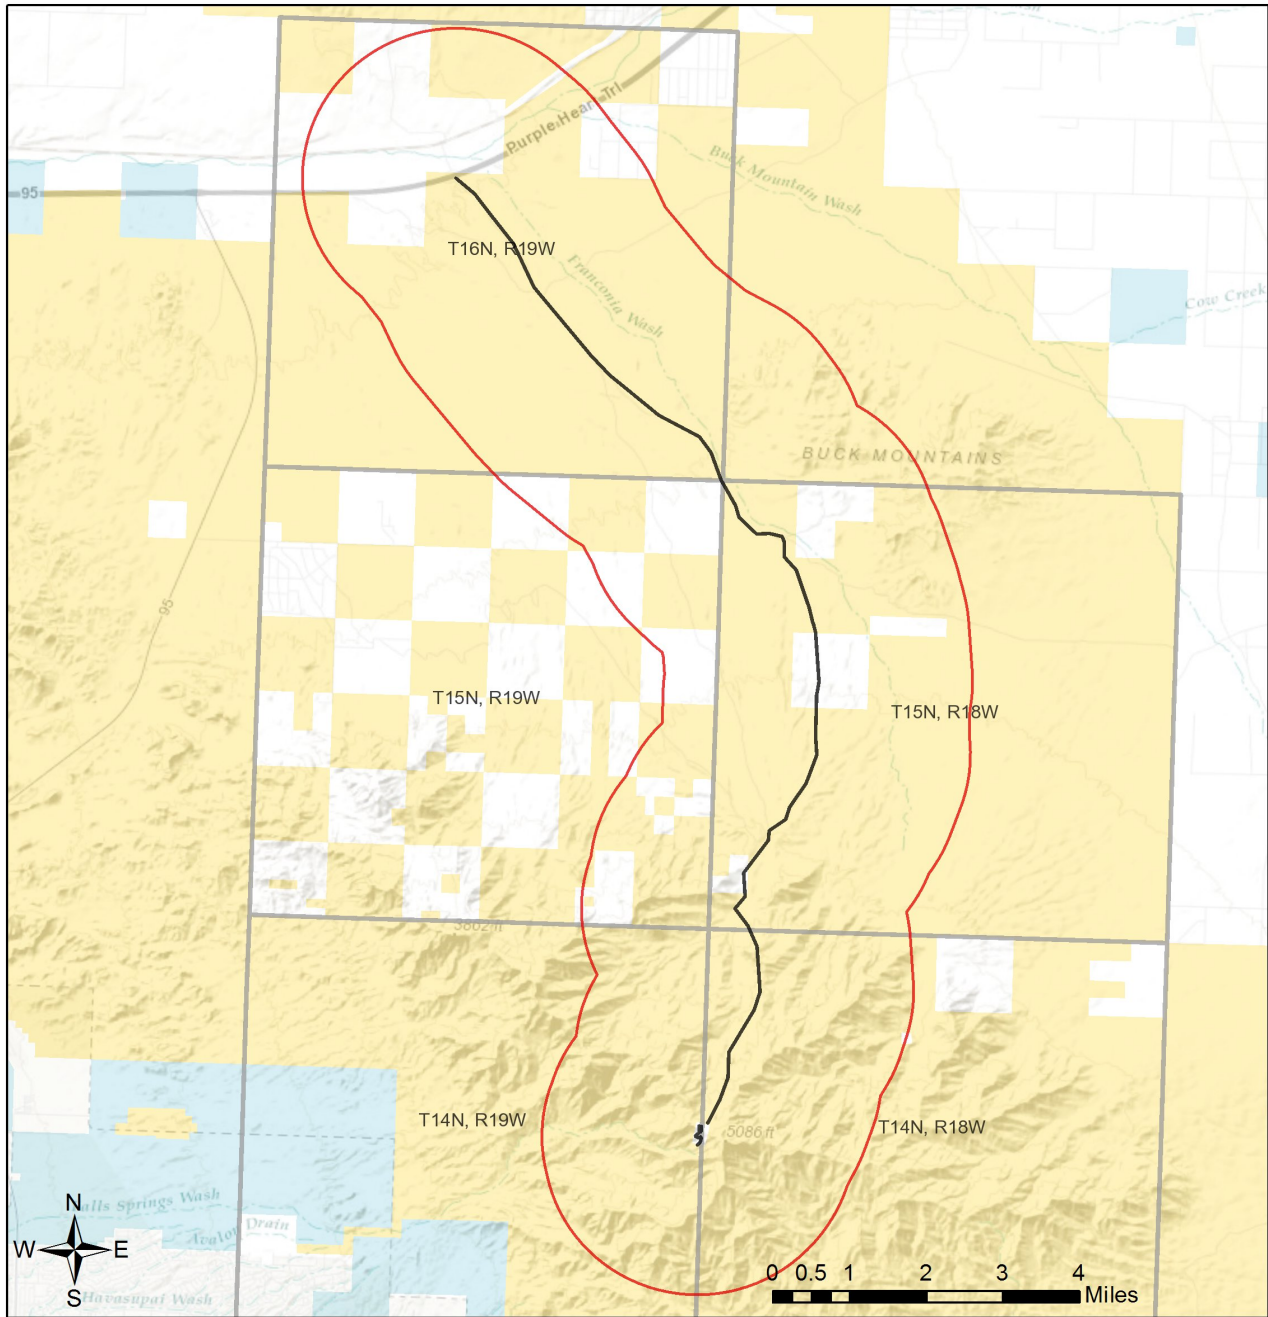 Purple Heart Trl
95
Buck Mountain Wash
T16N, R19W
Franconia Wash
Cow Creek
BUCK MOUNTAINS
95
T15N, R19W
T15N, R18W
3862 ft
T14N, R19W
5086 ft
T14N, R18W
N
W E
S
alls Springs Wash
Avalon Drain
Havasupai Wash
0 0.5 1 2 3 4
Miles